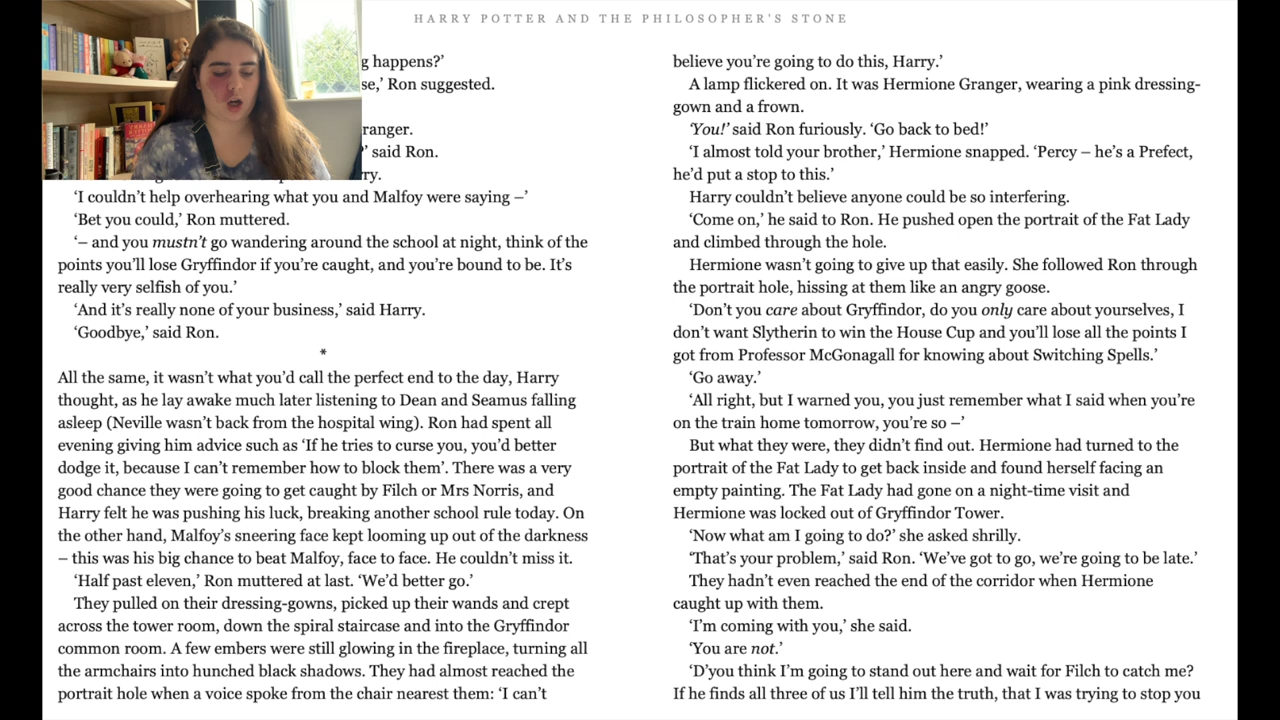 HARRY POTTER AND THE PHILOSOPHER'S STONE
g happens?’
se,’ Ron suggested.
ranger.
’ said Ron.
‘I couldn’t help overhearing what you and Malfoy were saying –’
‘Bet you could,’ Ron muttered.
‘– and you mustn’t go wandering around the school at night, think of the
points you’ll lose Gryffindor if you’re caught, and you’re bound to be. It’s
really very selfish of you.’
‘And it’s really none of your business,’ said Harry.
‘Goodbye,’ said Ron.
*
All the same, it wasn’t what you’d call the perfect end to the day, Harry
thought, as he lay awake much later listening to Dean and Seamus falling
asleep (Neville wasn’t back from the hospital wing). Ron had spent all
evening giving him advice such as ‘If he tries to curse you, you’d better
dodge it, because I can’t remember how to block them’. There was a very
good chance they were going to get caught by Filch or Mrs Norris, and
Harry felt he was pushing his luck, breaking another school rule today. On
the other hand, Malfoy’s sneering face kept looming up out of the darkness
– this was his big chance to beat Malfoy, face to face. He couldn’t miss it.
‘Half past eleven,’ Ron muttered at last. ‘We’d better go.’
They pulled on their dressing-gowns, picked up their wands and crept
across the tower room, down the spiral staircase and into the Gryffindor
common room. A few embers were still glowing in the fireplace, turning all
the armchairs into hunched black shadows. They had almost reached the
portrait hole when a voice spoke from the chair nearest them: ‘I can’t
believe you’re going to do this, Harry.’
A lamp flickered on. It was Hermione Granger, wearing a pink dressing-
gown and a frown.
‘You!’ said Ron furiously. ‘Go back to bed!’
‘I almost told your brother,’ Hermione snapped. ‘Percy – he’s a Prefect,
he’d put a stop to this.’
Harry couldn’t believe anyone could be so interfering.
‘Come on,’ he said to Ron. He pushed open the portrait of the Fat Lady
and climbed through the hole.
Hermione wasn’t going to give up that easily. She followed Ron through
the portrait hole, hissing at them like an angry goose.
‘Don’t you care about Gryffindor, do you only care about yourselves, I
don’t want Slytherin to win the House Cup and you’ll lose all the points I
got from Professor McGonagall for knowing about Switching Spells.’
‘Go away.’
‘All right, but I warned you, you just remember what I said when you’re
on the train home tomorrow, you’re so –’
But what they were, they didn’t find out. Hermione had turned to the
portrait of the Fat Lady to get back inside and found herself facing an
empty painting. The Fat Lady had gone on a night-time visit and
Hermione was locked out of Gryffindor Tower.
‘Now what am I going to do?’ she asked shrilly.
‘That’s your problem,’ said Ron. ‘We’ve got to go, we’re going to be late.’
They hadn’t even reached the end of the corridor when Hermione
caught up with them.
‘I’m coming with you,’ she said.
‘You are not.’
‘D’you think I’m going to stand out here and wait for Filch to catch me?
If he finds all three of us I’ll tell him the truth, that I was trying to stop you